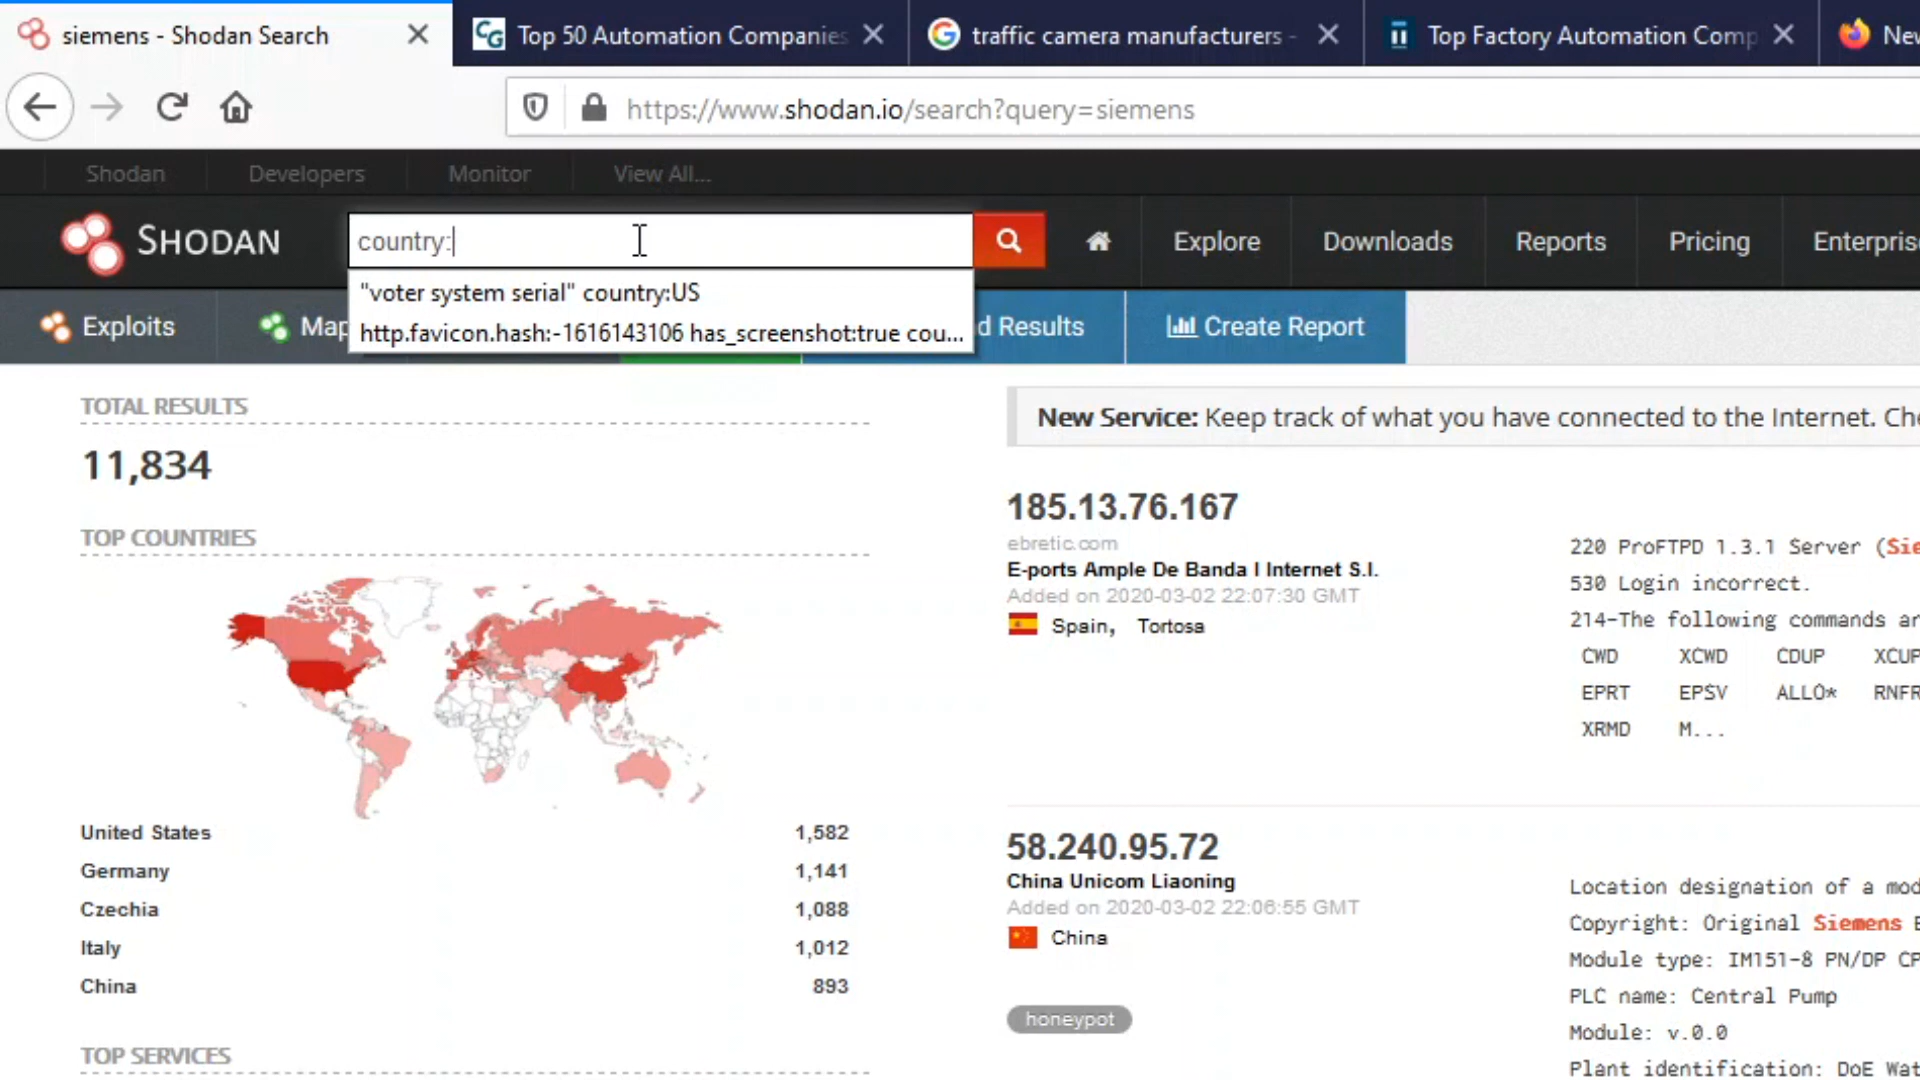 siemens - Shodan Search
Top 50 Automation Companies
traffic camera manufacturers -
Top Factory Automation Comp
New
https://www.shodan.io/search?query=siemens
Shodan
Developers
Monitor
View All...
SHODAN
country:
Explore
Downloads
Reports
Pricing
Enterpris
"voter system serial" country:US
http.favicon.hash:-1616143106 has_screenshot:true cou...
Exploits
Map
d Results
Create Report
TOTAL RESULTS
11,834
TOP COUNTRIES
United States 1,582
Germany 1,141
Czechia 1,088
Italy 1,012
China 893
TOP SERVICES
New Service: Keep track of what you have connected to the Internet. Che
185.13.76.167
ebretic.com
E-ports Ample De Banda I Internet S.l.
Added on 2020-03-02 22:07:30 GMT
Spain, Tortosa
220 ProFTPD 1.3.1 Server (Sie
530 Login incorrect.
214-The following commands ar
CWD XCWD CDUP XCUP
EPRT EPSV ALLO* RNFR
XRMD M...
58.240.95.72
China Unicom Liaoning
Added on 2020-03-02 22:06:55 GMT
China
honeypot
Location designation of a mod
Copyright: Original Siemens E
Module type: IM151-8 PN/DP CP
PLC name: Central Pump
Module: v.0.0
Plant identification: DoE Wat